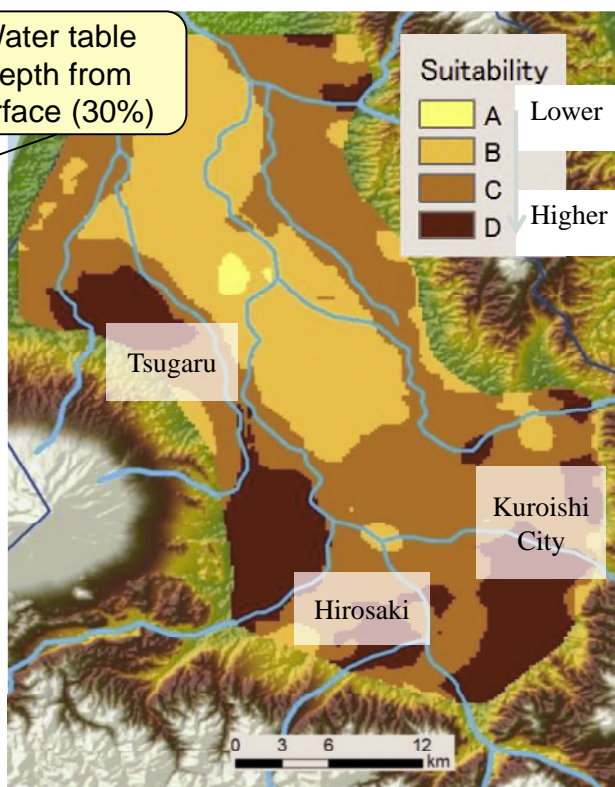 Water table
epth from
rface (30%)
Suitability
A
Lower
B
C
Higher
D
Tsugaru
Kuroishi
City
Hirosaki
0 3 6 12
km